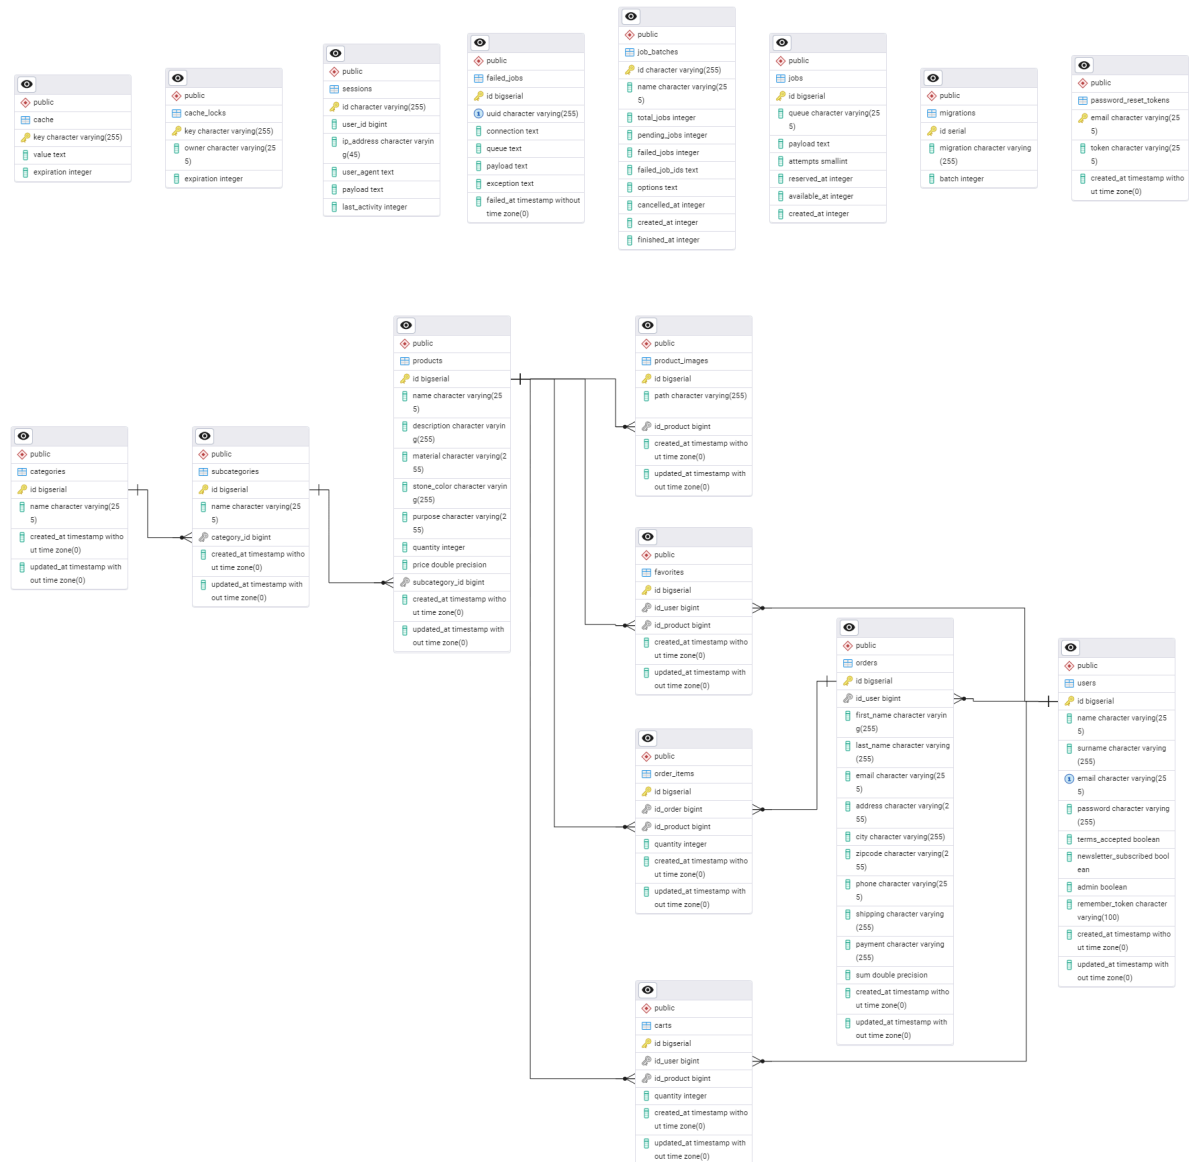 public
cache
key character varying(255)
value text
expiration integer
public
cache_locks
key character varying(255)
owner character varying(25
5)
expiration integer
public
sessions
id character varying(255)
user_id bigint
ip_address character varyin
g(45)
user_agent text
payload text
last_activity integer
public
failed_jobs
id bigserial
uuid character varying(255)
connection text
queue text
payload text
exception text
failed_at timestamp without
time zone(0)
public
job_batches
id character varying(255)
name character varying(25
5)
total_jobs integer
pending_jobs integer
failed_jobs integer
failed_job_ids text
options text
cancelled_at integer
created_at integer
finished_at integer
public
jobs
id bigserial
queue character varying(25
5)
payload text
attempts smallint
reserved_at integer
available_at integer
created_at integer
public
migrations
id serial
migration character varying
(255)
batch integer
public
password_reset_tokens
email character varying(25
5)
token character varying(25
5)
created_at timestamp witho
ut time zone(0)
public
categories
id bigserial
name character varying(25
5)
created_at timestamp witho
ut time zone(0)
updated_at timestamp with
out time zone(0)
public
subcategories
id bigserial
name character varying(25
5)
category_id bigint
created_at timestamp witho
ut time zone(0)
updated_at timestamp with
out time zone(0)
public
products
id bigserial
name character varying(25
5)
description character varyin
g(255)
material character varying(2
55)
stone_color character varyin
g(255)
purpose character varying(2
55)
quantity integer
price double precision
subcategory_id bigint
created_at timestamp witho
ut time zone(0)
updated_at timestamp with
out time zone(0)
public
product_images
id bigserial
path character varying(255)
id_product bigint
created_at timestamp witho
ut time zone(0)
updated_at timestamp with
out time zone(0)
public
favorites
id bigserial
id_user bigint
id_product bigint
created_at timestamp witho
ut time zone(0)
updated_at timestamp with
out time zone(0)
public
order_items
id bigserial
id_order bigint
id_product bigint
quantity integer
created_at timestamp witho
ut time zone(0)
updated_at timestamp with
out time zone(0)
public
carts
id bigserial
id_user bigint
id_product bigint
quantity integer
created_at timestamp witho
ut time zone(0)
updated_at timestamp with
out time zone(0)
public
orders
id bigserial
id_user bigint
first_name character varyin
g(255)
last_name character varying
(255)
email character varying(25
5)
address character varying(2
55)
city character varying(255)
zipcode character varying(2
55)
phone character varying(25
5)
shipping character varying
(255)
payment character varying
(255)
sum double precision
created_at timestamp witho
ut time zone(0)
updated_at timestamp with
out time zone(0)
public
users
id bigserial
name character varying(25
5)
surname character varying
(255)
email character varying(25
5)
password character varying
(255)
terms_accepted boolean
newsletter_subscribed bool
ean
admin boolean
remember_token character
varying(100)
created_at timestamp witho
ut time zone(0)
updated_at timestamp with
out time zone(0)